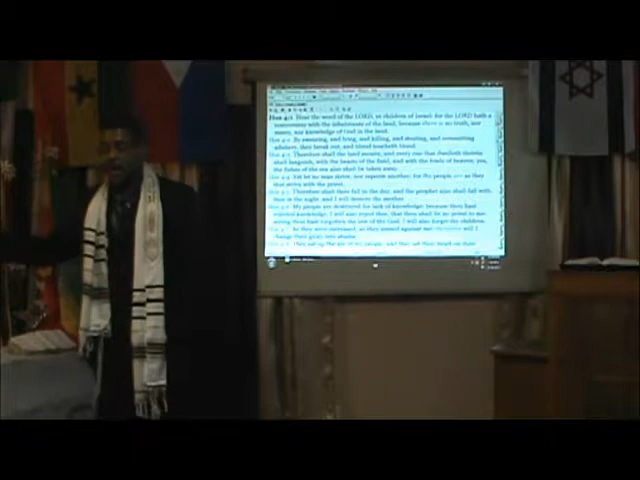 Hos 4:1 Hear the word of the LORD, ye children of Israel: for the LORD hath a
controversy with the inhabitants of the land, because there is no truth, nor
mercy, nor knowledge of God in the land.
Hos 4:2 By swearing, and lying, and killing, and stealing, and committing
adultery, they break out, and blood toucheth blood.
Hos 4:3 Therefore shall the land mourn, and every one that dwelleth therein
shall languish, with the beasts of the field, and with the fowls of heaven; yea,
the fishes of the sea also shall be taken away.
Hos 4:4 Yet let no man strive, nor reprove another: for thy people are as they
that strive with the priest.
Hos 4:5 Therefore shalt thou fall in the day, and the prophet also shall fall with
thee in the night, and I will destroy thy mother.
Hos 4:6 My people are destroyed for lack of knowledge: because thou hast
rejected knowledge, I will also reject thee, that thou shalt be no priest to me:
seeing thou hast forgotten the law of thy God, I will also forget thy children.
Hos 4:7 As they were increased, so they sinned against me: therefore will I
change their glory into shame.
Hos 4:8 They eat up the sin of my people, and they set their heart on their